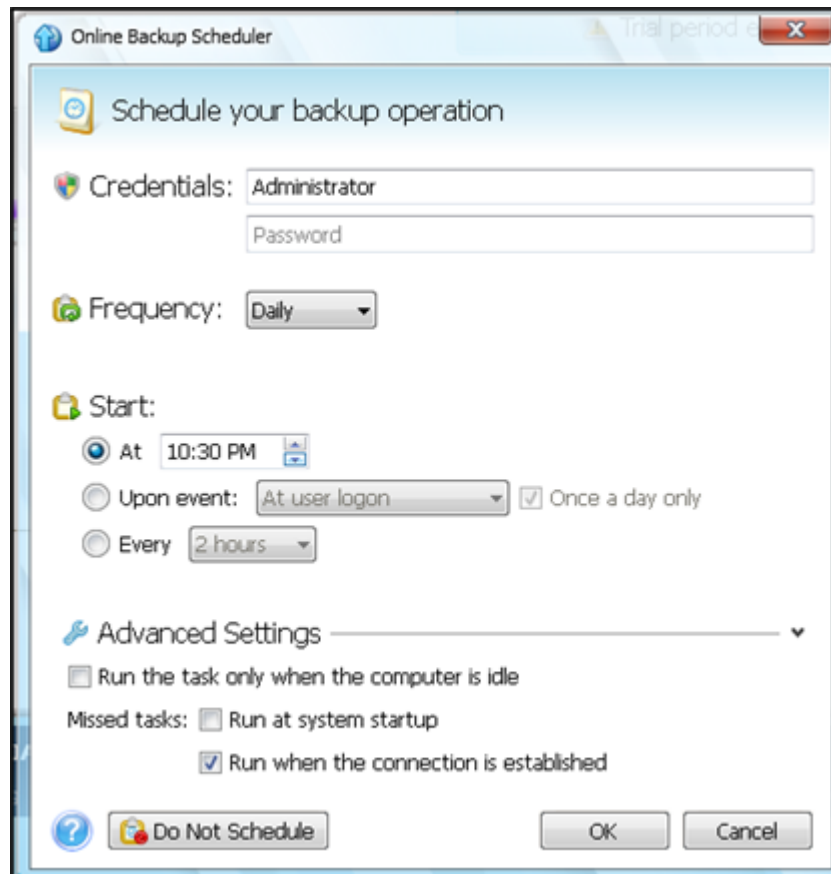 Online Backup Scheduler
Trial period e
Schedule your backup operation
Credentials: Administrator
Password
Frequency: Daily
Start:
At 10:30 PM
Upon event: At user logon Once a day only
Every 2 hours
Advanced Settings
Run the task only when the computer is idle
Missed tasks: Run at system startup
Run when the connection is established
? Do Not Schedule OK Cancel